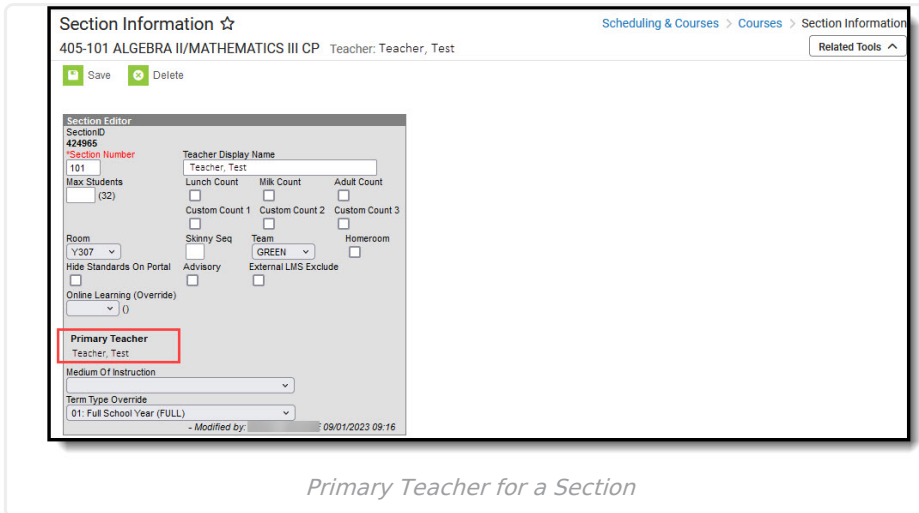 Section Information ☆
Scheduling & Courses > Courses > Section Information
405-101 ALGEBRA II/MATHEMATICS III CP Teacher: Teacher, Test
Related Tools
Save Delete
Section Editor
SectionID
424965
*Section Number Teacher Display Name
101 Teacher, Test
Max Students Lunch Count Milk Count Adult Count
(32)
Custom Count 1 Custom Count 2 Custom Count 3
Room Skinny Seq Team Homeroom
Y307 GREEN
Hide Standards On Portal Advisory External LMS Exclude
Online Learning (Override)
()
Primary Teacher
Teacher, Test
Medium Of Instruction
Term Type Override
01: Full School Year (FULL)
- Modified by: 09/01/2023 09:16
Primary Teacher for a Section